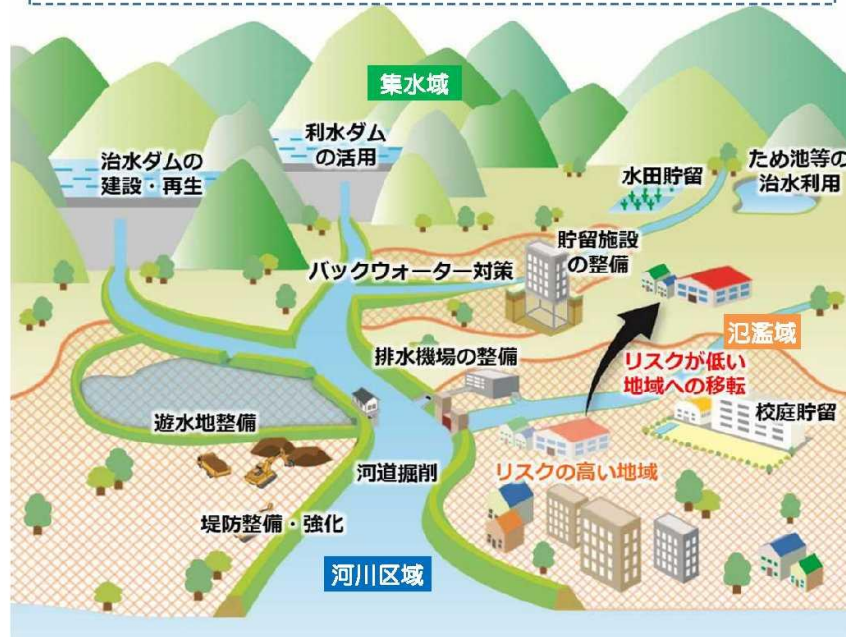 集水域
利水ダム
の活用
治水ダムの
建設・再生
水田貯留
ため池等の
治水利用
貯留施設
の整備
バックウォーター対策
氾濫域
排水機場の整備
リスクが低い
地域への移転
校庭貯留
遊水地整備
河道掘削
リスクの高い地域
堤防整備・強化
河川区域